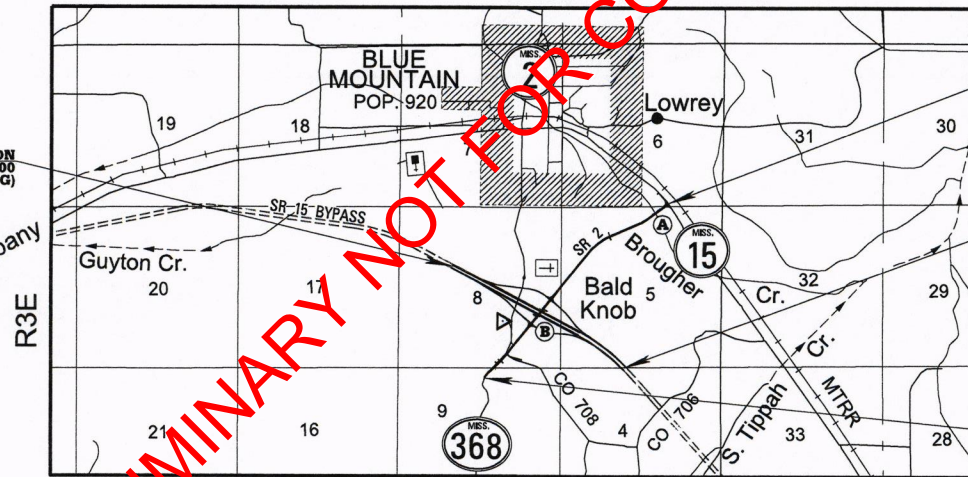 MISS.
2
BLUE
MOUNTAIN
POP. 920
Lowrey
19
18
6
31
30
SR 15 BYPASS
SR 2
A
MISS.
15
Brougher
Cr.
Guyton Cr.
R3E
20
17
8
Bald
Knob
5
32
29
B
Cr.
S. Tippah
MTRR
CO 708
CO 706
9
MISS.
368
21
16
4
33
28
MINARY NOT FOR CO